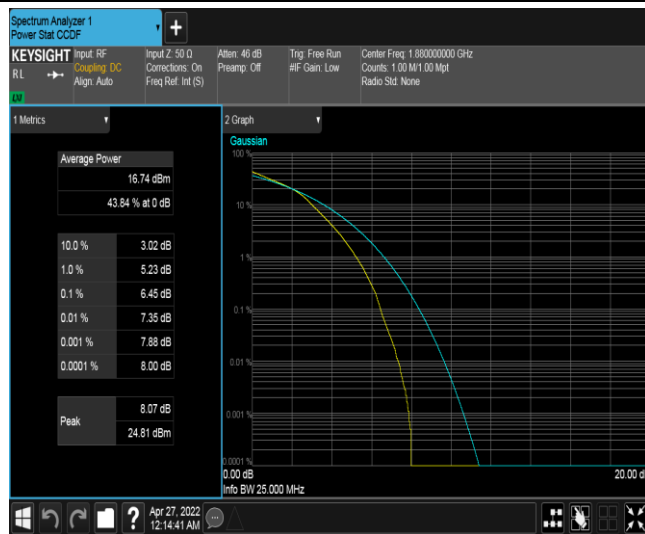 Spectrum Analyzer 1
Power Stat CCDF
KEYSIGHT
RL
Input: RF
Coupling: DC
Align: Auto
Input Z: 50 Ω
Corrections: On
Freq Ref: Int (S)
Atten: 46 dB
Preamp: Off
Trig: Free Run
#IF Gain: Low
Center Freq: 1.880000000 GHz
Counts: 1.00 M/1.00 Mpt
Radio Std: None
1 Metrics
Average Power
16.74 dBm
43.84 % at 0 dB
10.0 % 3.02 dB
1.0 % 5.23 dB
0.1 % 6.45 dB
0.01 % 7.35 dB
0.001 % 7.88 dB
0.0001 % 8.00 dB
Peak
8.07 dB
24.81 dBm
2 Graph
Gaussian
100 %
10 %
1 %
0.1 %
0.01 %
0.001 %
0.0001 %
0.00 dB
20.00 d
Info BW 25.000 MHz
?
Apr 27, 2022
12:14:41 AM